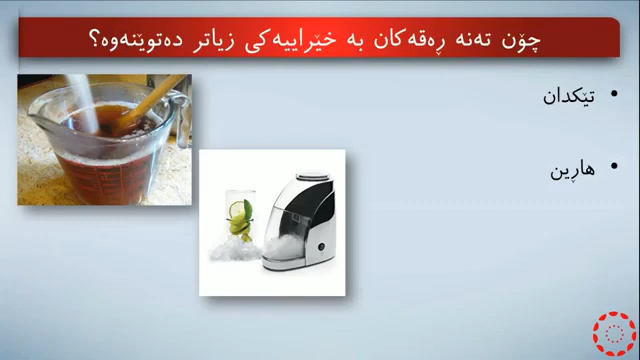 چۆن تەنە ڕەقەکان بە خێراییەکی زیاتر دەتوێنەوە؟
• تێکدان
• هاڕین